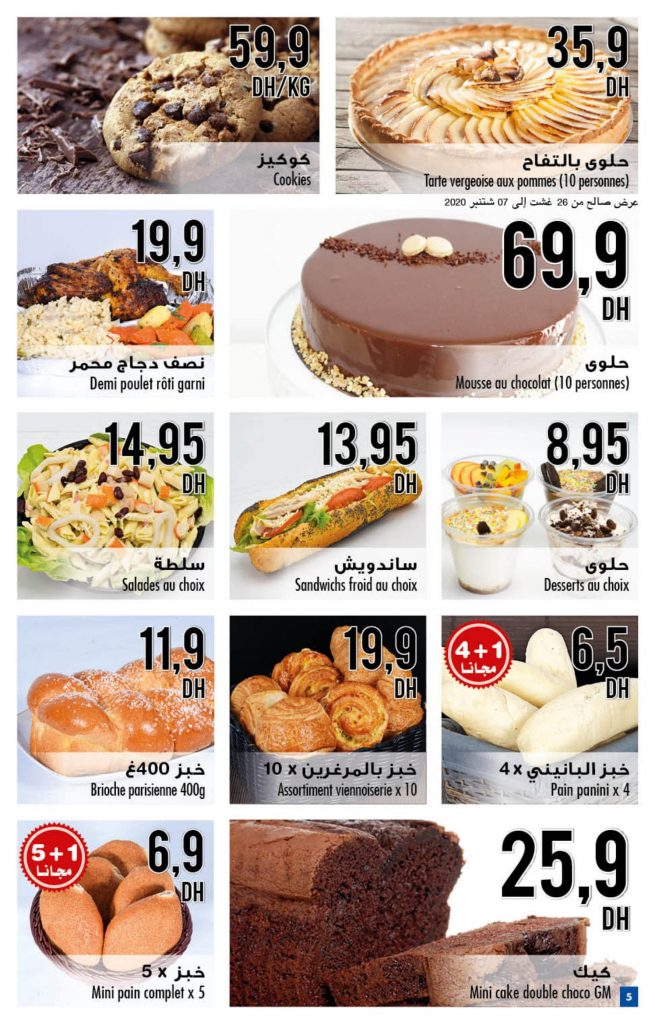 59,9
DH/KG
كوكيز
Cookies
35,9
DH
حلوى بالتفاح
Tarte vergeoise aux pommes (10 personnes)
عرض صالح من 26 غشت إلى 07 شتنبر 2020
19,9
DH
نصف دجاج محمر
Demi poulet rôti garni
69,9
DH
حلوى
Mousse au chocolat (10 personnes)
14,95
DH
سلطة
Salades au choix
13,95
DH
ساندويش
Sandwichs froid au choix
8,95
DH
حلوى
Desserts au choix
11,9
DH
خبز 400غ
Brioche parisienne 400g
19,9
DH
خبز بالمرغرين x 10
Assortiment viennoiserie x 10
4+1
مجانا
6,5
DH
خبز البانيني x 4
Pain panini x 4
5+1
مجانا
6,9
DH
خبز x 5
Mini pain complet x 5
25,9
DH
كيك
Mini cake double choco GM
5